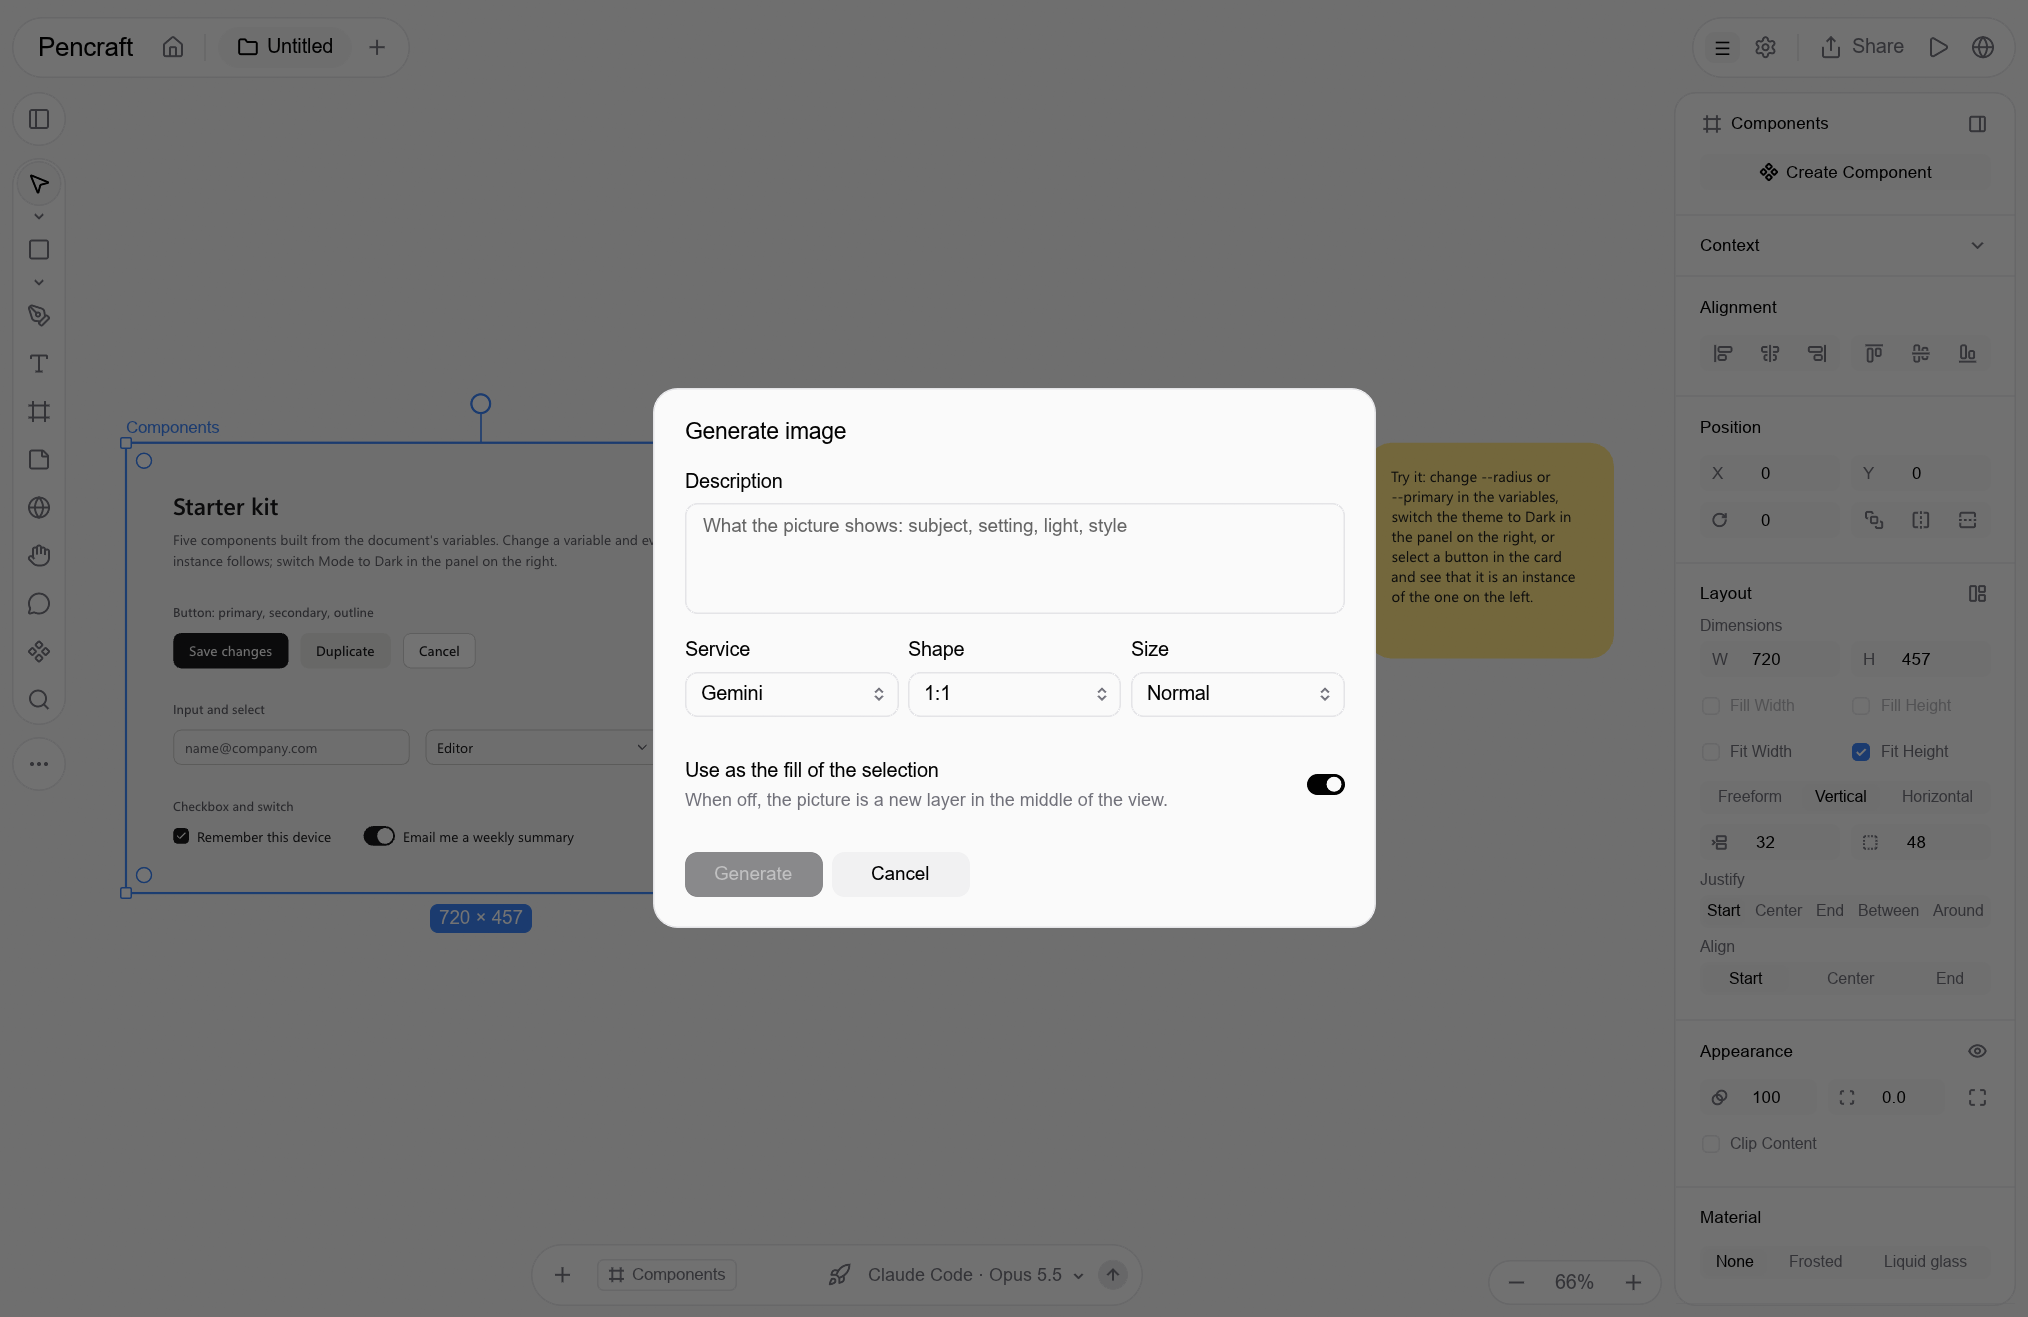 Pencraft
Untitled
Share
Components
Create Component
Context
Alignment
Position
X 0 Y 0
0
Layout
Dimensions
W 720 H 457
Fill Width Fill Height
Fit Width Fit Height
Freeform Vertical Horizontal
32 48
Justify
Start Center End Between Around
Align
Start Center End
Appearance
100 0.0
Clip Content
Material
None Frosted Liquid glass
Components
Starter kit
Five components built from the document's variables. Change a variable and ev
instance follows; switch Mode to Dark in the panel on the right.
Button: primary, secondary, outline
Save changes Duplicate Cancel
Input and select
name@company.com Editor
Checkbox and switch
Remember this device Email me a weekly summary
720 × 457
Generate image
Description
What the picture shows: subject, setting, light, style
Service Shape Size
Gemini 1:1 Normal
Use as the fill of the selection
When off, the picture is a new layer in the middle of the view.
Generate Cancel
Try it: change --radius or
--primary in the variables,
switch the theme to Dark in
the panel on the right, or
select a button in the card
and see that it is an instance
of the one on the left.
Components Claude Code · Opus 5.5
66%